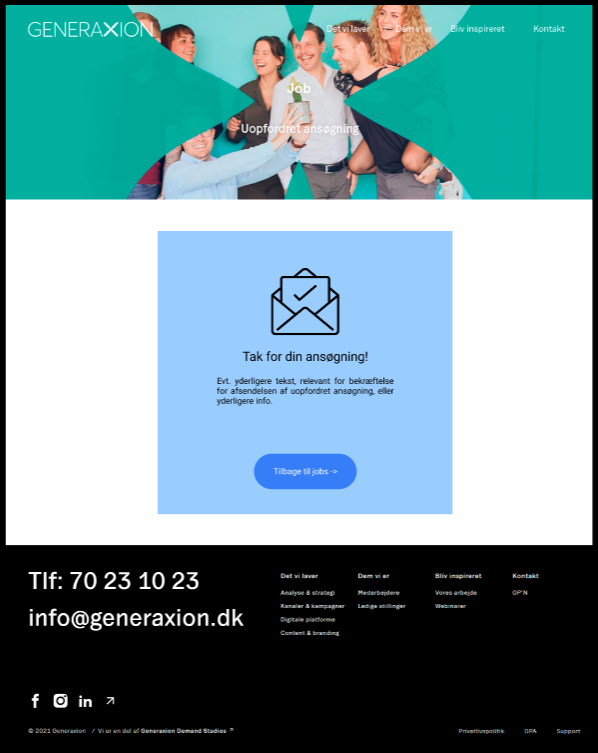 GENERAXION
Det vi laver Dem vi er Bliv inspireret Kontakt
Job
Uopfordret ansøgning
Tak for din ansøgning!
Evt. yderligere tekst, relevant for bekræftelse
for afsendelsen af uopfordret ansøgning, eller
yderligere info.
Tilbage til jobs ->
Tlf: 70 23 10 23
info@generaxion.dk
Det vi laver Dem vi er Bliv inspireret Kontakt
Analyse & strategi Medarbejdere Vores arbejde GP'N
Kanaler & kampagner Ledige stillinger Webinarer
Digitale platforme
Content & branding
© 2021 Generaxion / Vi er en del af Generaxion Demand Studios
Privatlivspolitik GPA Support